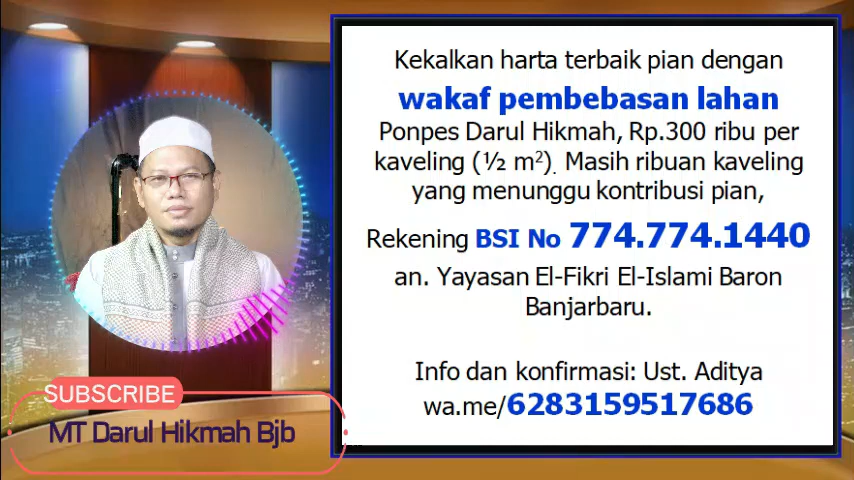 Kekalkan harta terbaik pian dengan
wakaf pembebasan lahan
Ponpes Darul Hikmah, Rp.300 ribu per
kaveling (½ m²). Masih ribuan kaveling
yang menunggu kontribusi pian,
Rekening BSI No 774.774.1440
an. Yayasan El-Fikri El-Islami Baron
Banjarbaru.
Info dan konfirmasi: Ust. Aditya
wa.me/6283159517686
SUBSCRIBE
MT Darul Hikmah Bjb